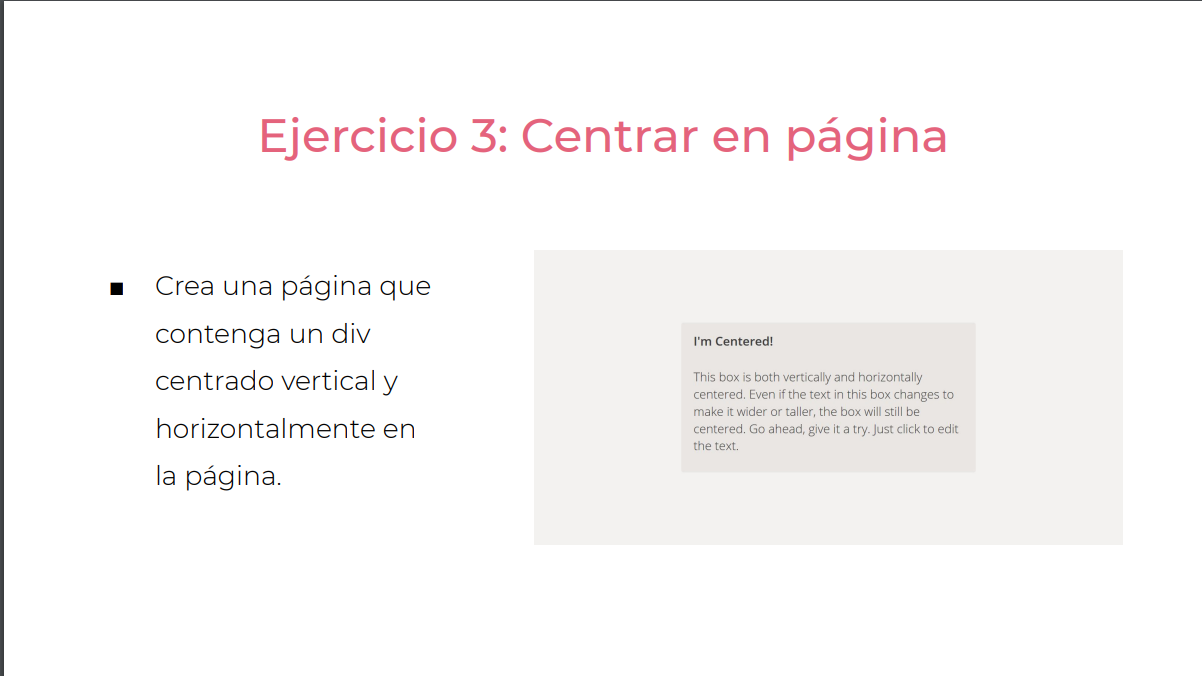 Ejercicio 3: Centrar en página
■ Crea una página que
contenga un div
centrado vertical y
horizontalmente en
la página.
I'm Centered!
This box is both vertically and horizontally
centered. Even if the text in this box changes to
make it wider or taller, the box will still be
centered. Go ahead, give it a try. Just click to edit
the text.